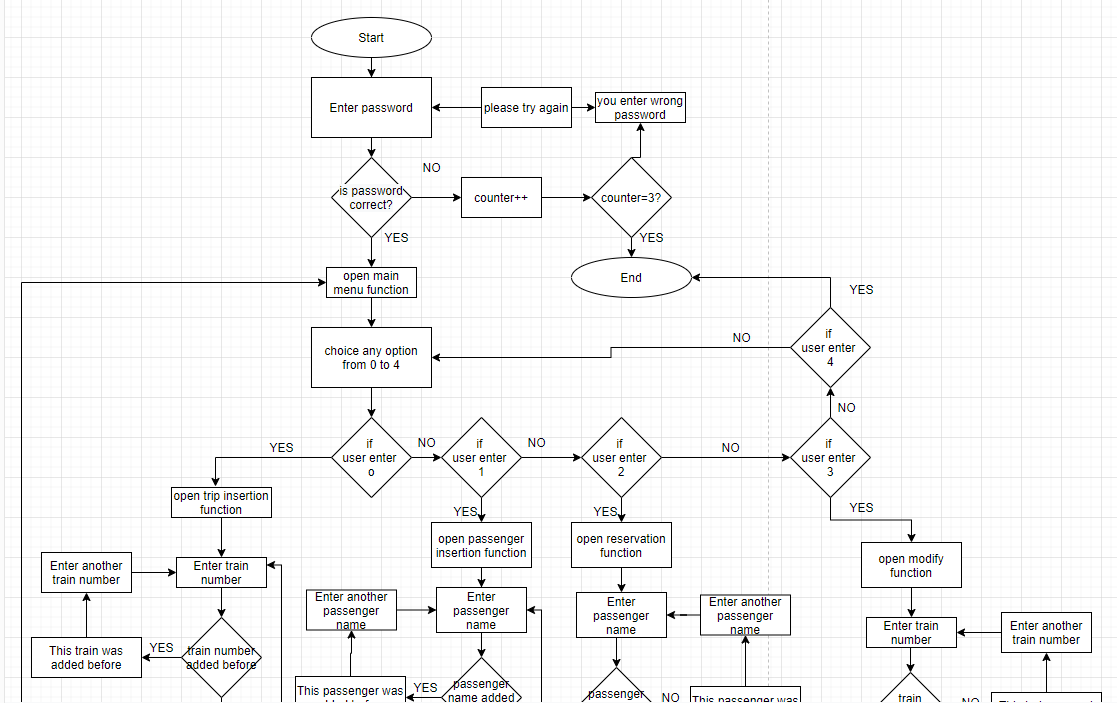 Start
Enter password
please try again
you enter wrong
password
NO
is password
correct?
counter++
counter=3?
YES
YES
open main
menu function
End
YES
choice any option
from 0 to 4
NO
if
user enter
4
NO
YES
if
user enter
o
NO
if
user enter
1
NO
if
user enter
2
NO
if
user enter
3
open trip insertion
function
YES
YES
YES
open passenger
insertion function
open reservation
function
open modify
function
Enter another
train number
Enter train
number
Enter another
passenger
name
Enter
passenger
name
Enter
passenger
name
Enter another
passenger
name
Enter train
number
Enter another
train number
This train was
added before
YES
train number
added before
This passenger was
YES
passenger
name added
passenger
NO
This passenger was
train
NO